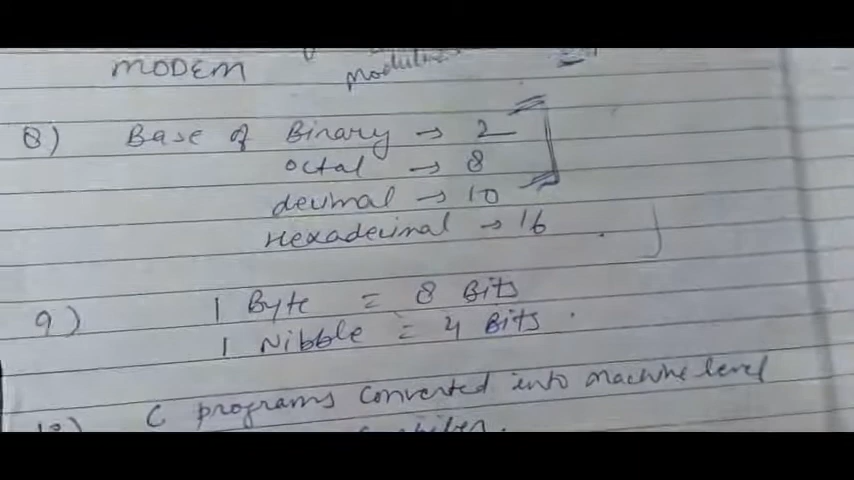 MODEM
8) Base of Binary → 2
octal → 8
decimal → 10
Hexadecimal → 16
9) 1 Byte = 8 Bits
1 Nibble = 4 Bits .
10) C programs converted into machine level